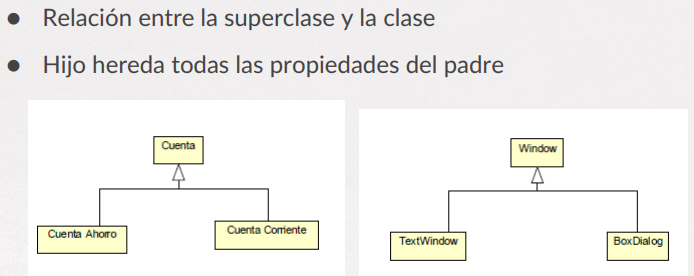 ● Relación entre la superclase y la clase
● Hijo hereda todas las propiedades del padre
Cuenta
Cuenta Ahorro
Cuenta Corriente
Window
TextWindow
BoxDialog